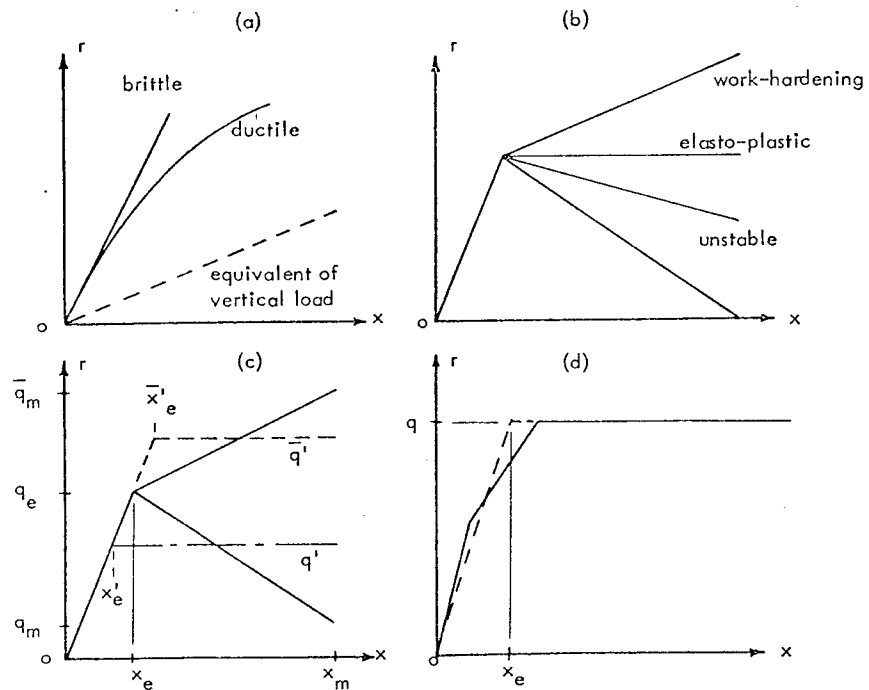 (a)
r
brittle
ductile
equivalent of
vertical load
o
x
(b)
r
work-hardening
elasto-plastic
unstable
o
x
(c)
r
q̅m
x̅'e
q̅'
qe
q'
x'e
qm
o
xe
xm
x
(d)
r
q
o
xe
x